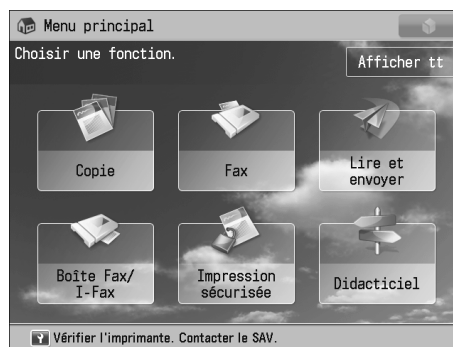 Menu principal
Choisir une fonction.
Afficher tt
Copie
Fax
Lire et
envoyer
Boîte Fax/
I-Fax
Impression
sécurisée
Didacticiel
Vérifier l'imprimante. Contacter le SAV.